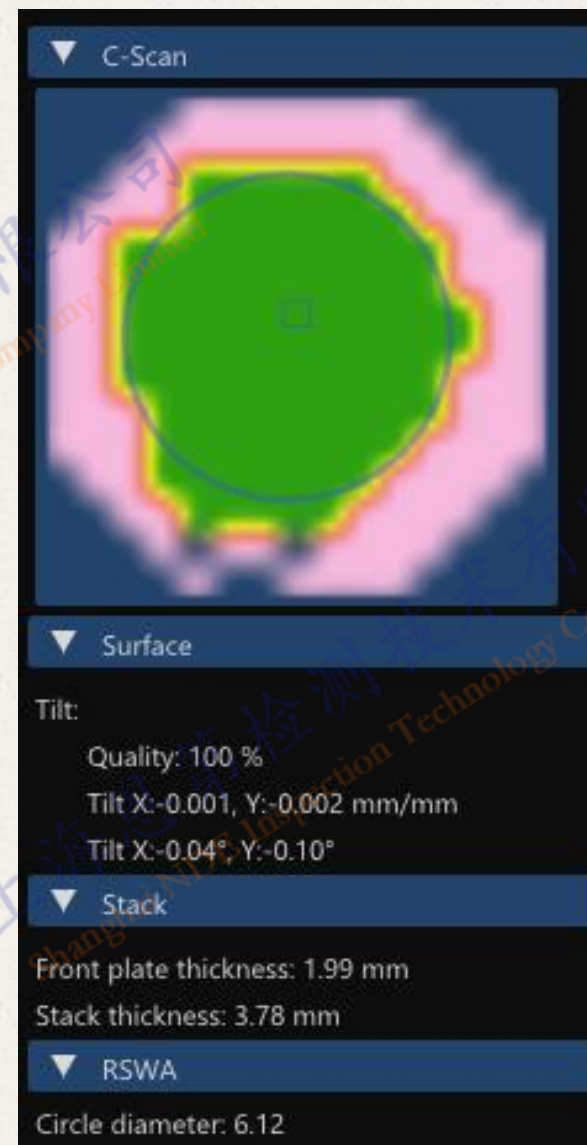 C-Scan
Surface
Tilt:
Quality: 100 %
Tilt X:-0.001, Y:-0.002 mm/mm
Tilt X:-0.04°, Y:-0.10°
Stack
Front plate thickness: 1.99 mm
Stack thickness: 3.78 mm
RSWA
Circle diameter: 6.12